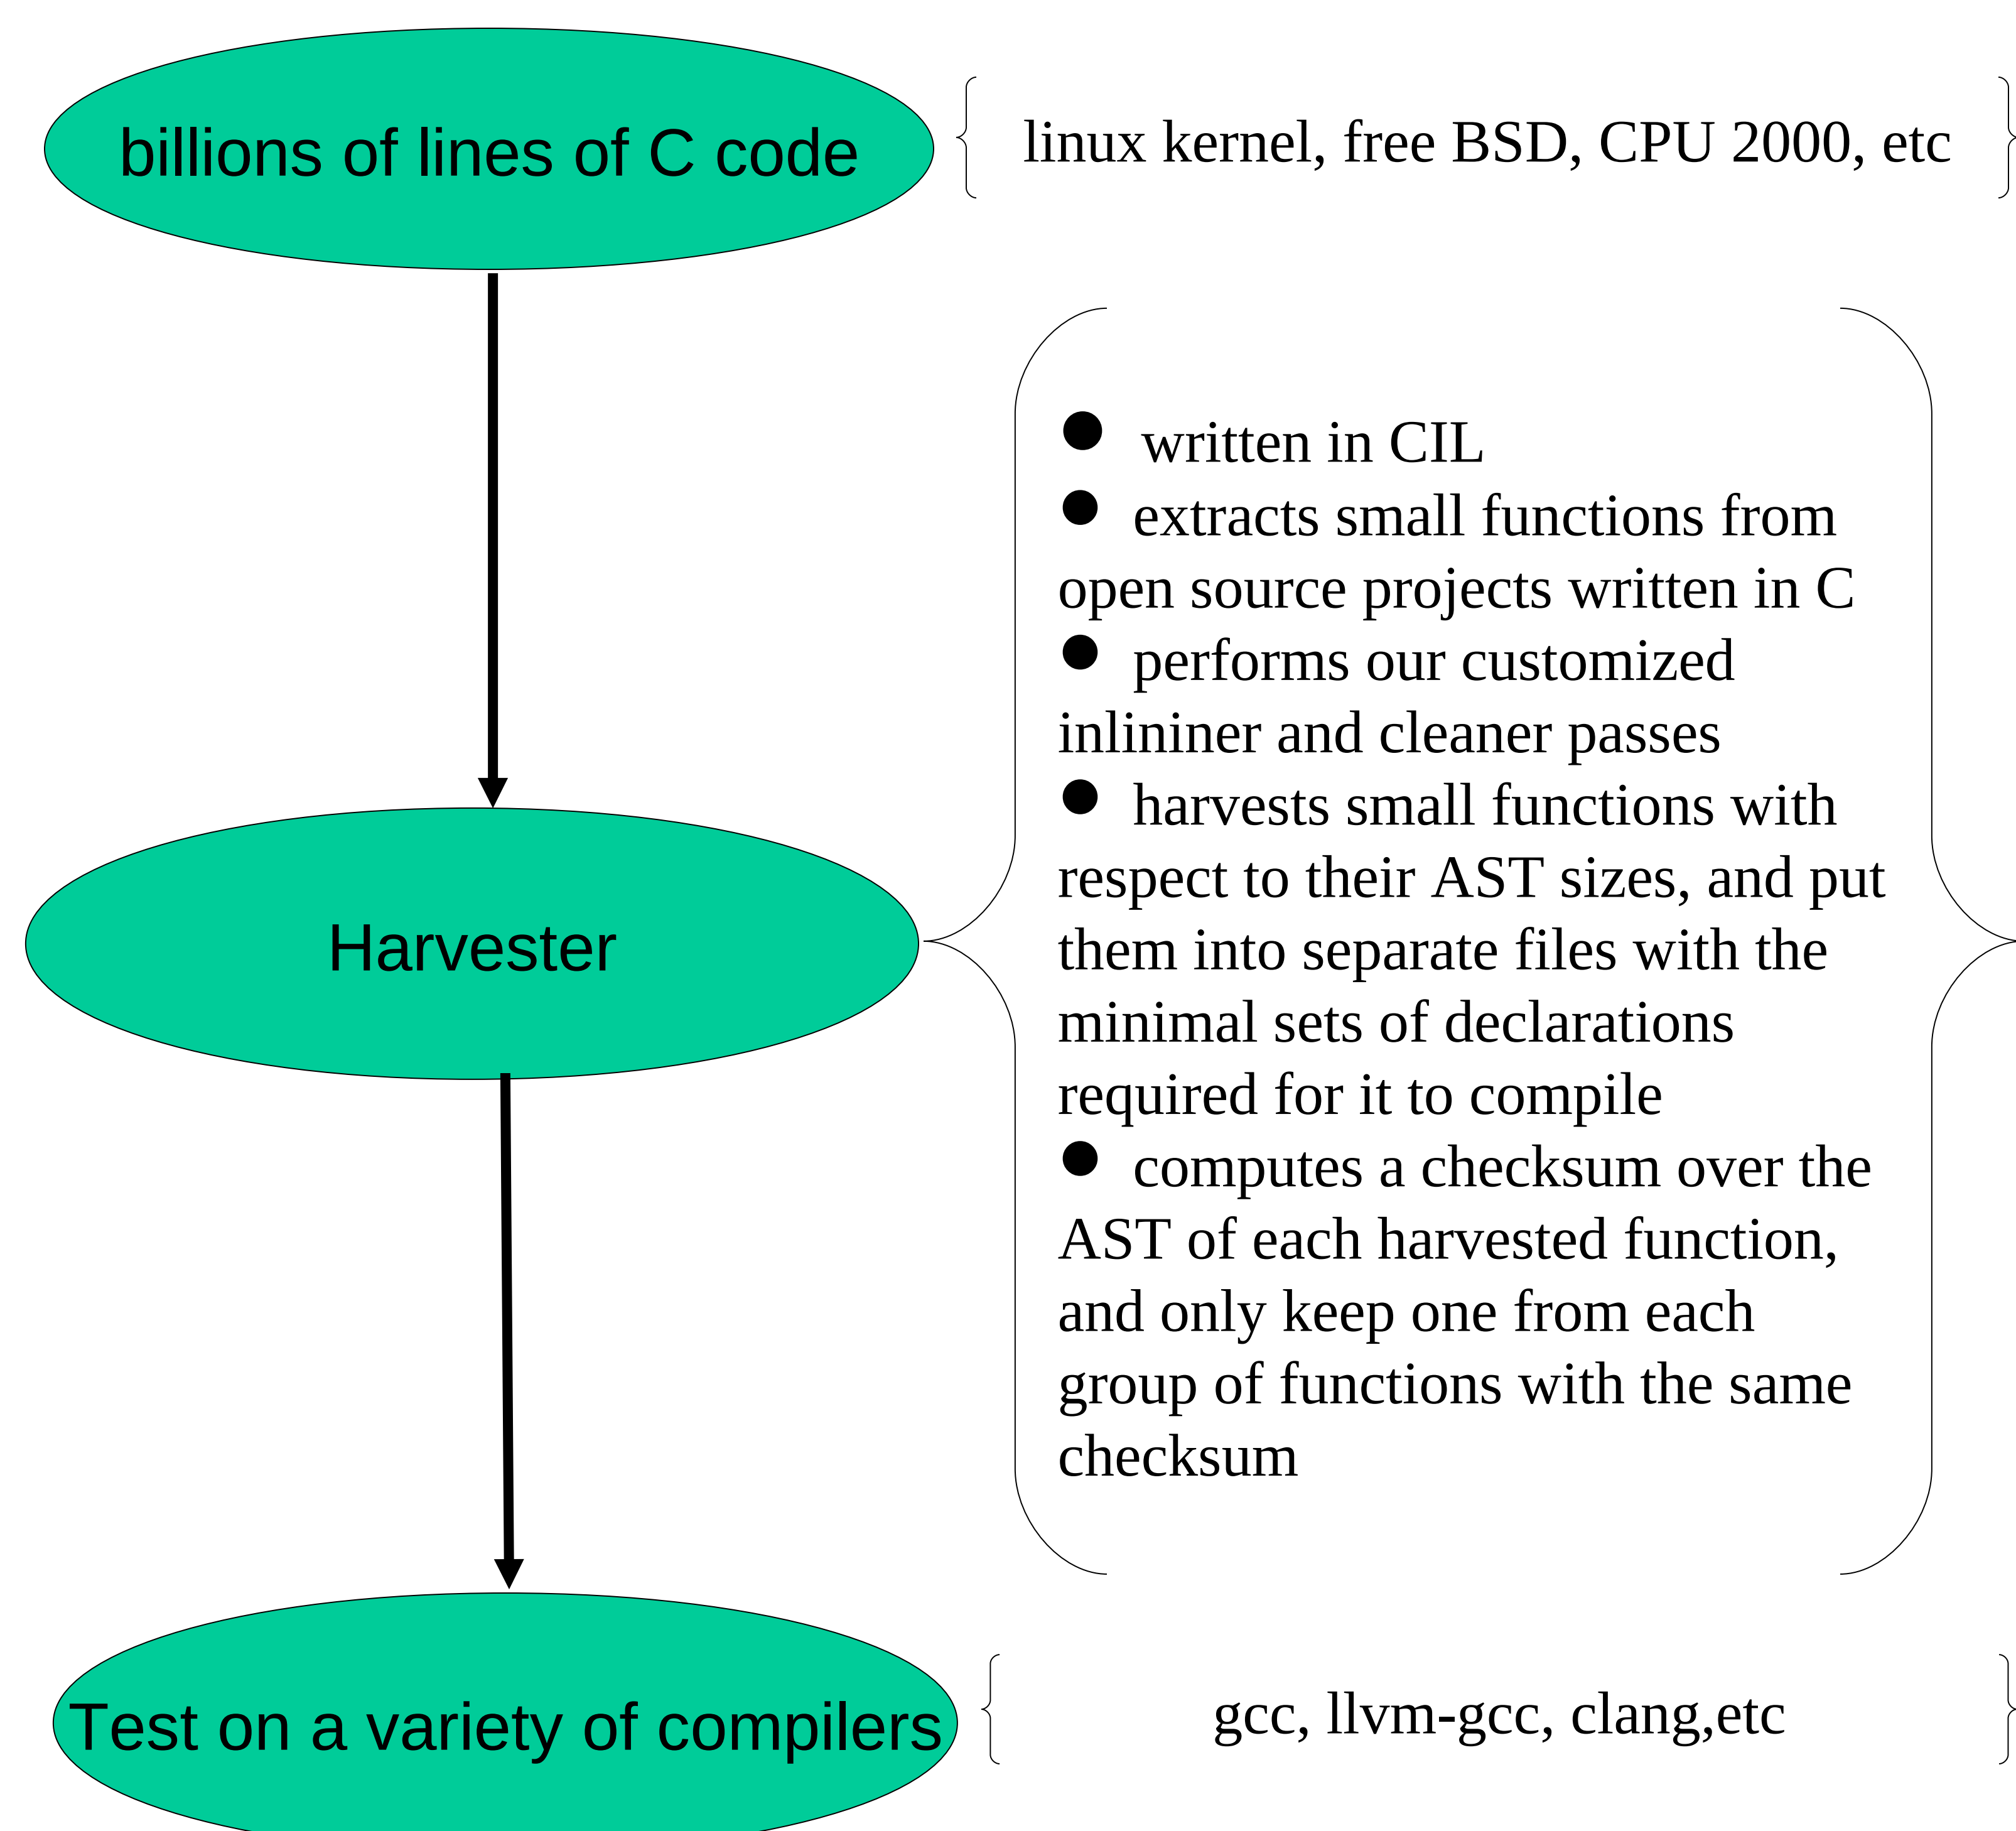 billions of lines of C code
linux kernel, free BSD, CPU 2000, etc
● written in CIL
● extracts small functions from
open source projects written in C
● performs our customized
inlininer and cleaner passes
● harvests small functions with
respect to their AST sizes, and put
them into separate files with the
minimal sets of declarations
required for it to compile
● computes a checksum over the
AST of each harvested function,
and only keep one from each
group of functions with the same
checksum
Harvester
Test on a variety of compilers
gcc, llvm-gcc, clang,etc